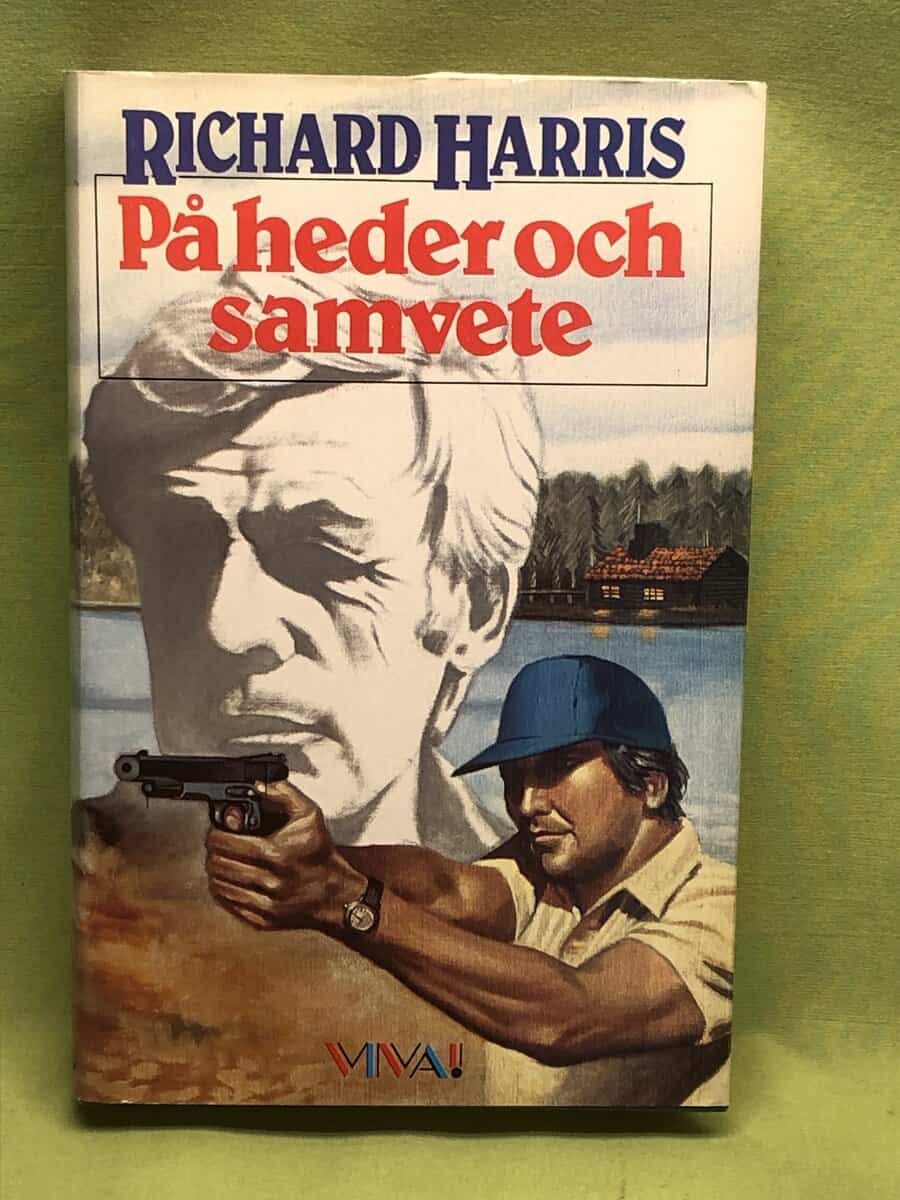 RICHARD HARRIS
På heder och
samvete
VIVA!